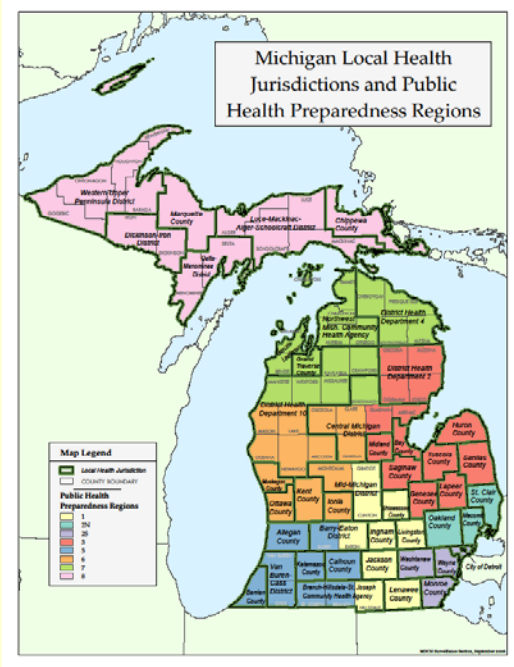 Michigan Local Health
Jurisdictions and Public
Health Preparedness Regions
Western Upper
Peninsula District
Marquette
County
Luce-Mackinac-
Alger-Schoolcraft District
Chippewa
County
Dickinson-Iron
District
Delta
Menominee
District
LUCE
ALGER
DELTA
District Health
Department 4
Northwest
Mich. Community
Health Agency
Grand
Traverse
County
District Health
Department 2
District Health
Department 10
Central Michigan
District
Huron
County
Midland
County
Bay
County
Tuscola
County
Sanilac
County
Saginaw
County
Mid-Michigan
District
Muskegon
County
Kent
County
Ottawa
County
Ionia
County
Genesee
County
Lapeer
County
St. Clair
County
Shiawassee
County
Oakland
County
Macomb
County
Allegan
County
Barry-Eaton
District
Ingham
County
Livingston
County
Van
Buren-
Cass
District
Kalamazoo
County
Calhoun
County
Jackson
County
Washtenaw
County
Wayne
County
City of Detroit
Berrien
County
Branch-Hillsdale-St. Joseph
Community Health Agency
Lenawee
County
Monroe
County
Map Legend
Local Health Jurisdiction
COUNTY BOUNDARY
Public Health
Preparedness Regions
1
2N
2S
3
5
6
7
8